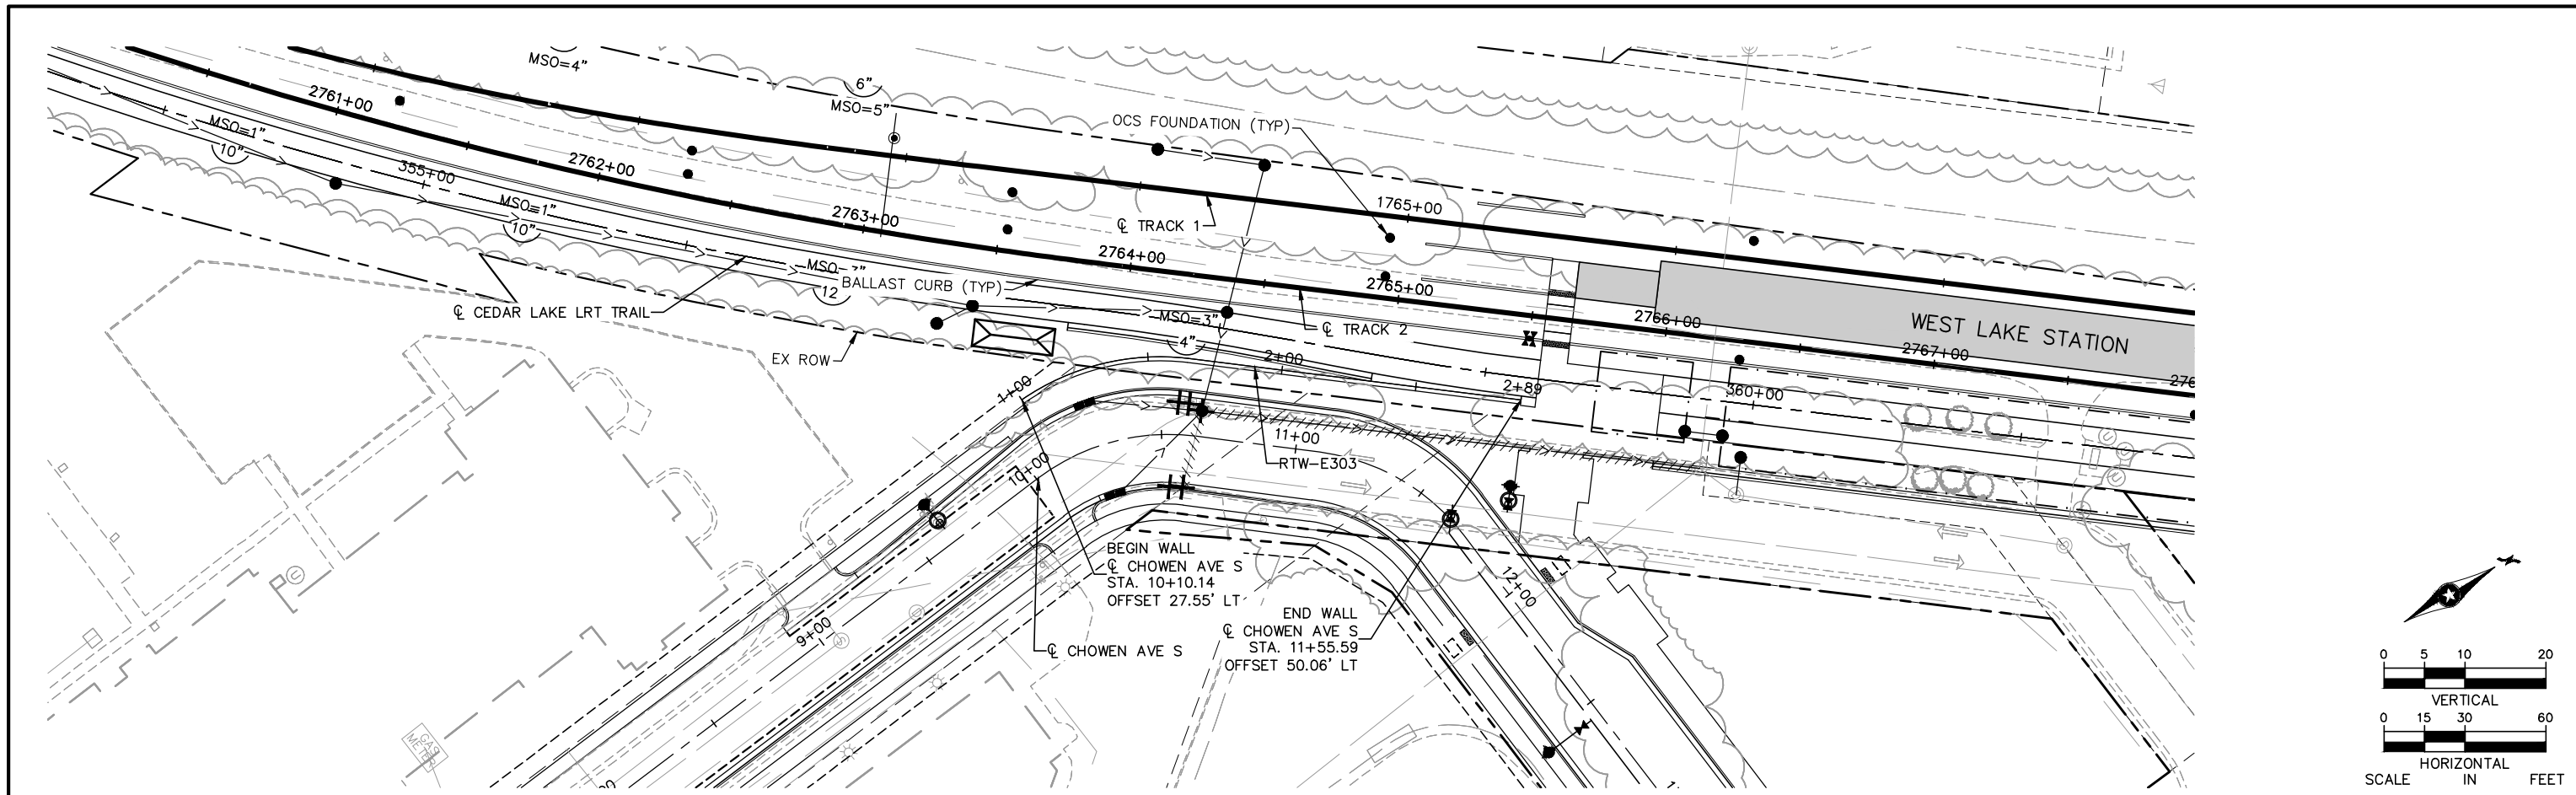 MSO=4"
6"
MSO=5"
2761+00
MSO=1"
10"
355+00
2762+00
MSO=1"
10"
2763+00
OCS FOUNDATION (TYP)
℄ TRACK 1
1765+00
2764+00
2765+00
MSO=
12
BALLAST CURB (TYP)
℄ CEDAR LAKE LRT TRAIL
MSO=3"
4"
℄ TRACK 2
2766+00
WEST LAKE STATION
2767+00
EX ROW
1+00
2+00
2+89
360+00
10+00
11+00
RTW-E303
BEGIN WALL
℄ CHOWEN AVE S
STA. 10+10.14
OFFSET 27.55' LT
9+00
℄ CHOWEN AVE S
END WALL
℄ CHOWEN AVE S
STA. 11+55.59
OFFSET 50.06' LT
12+00
GAS
METER
0 5 10 20
VERTICAL
0 15 30 60
HORIZONTAL
SCALE IN FEET